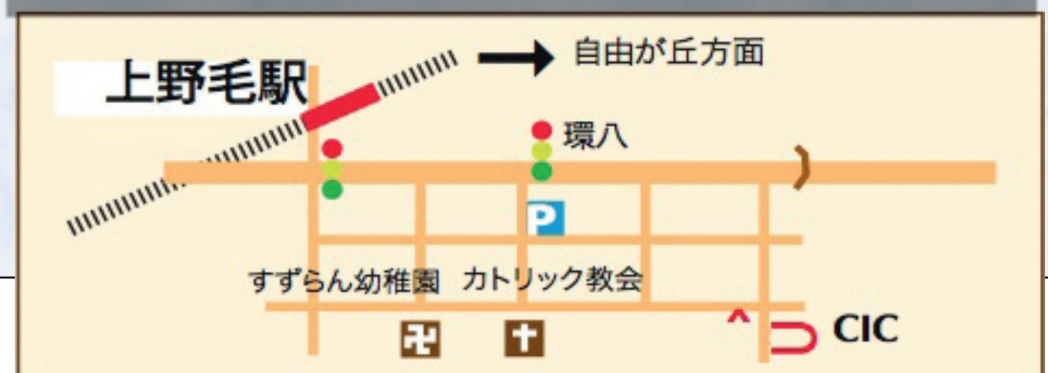 上野毛駅
自由が丘方面
環八
P
すずらん幼稚園
カトリック教会
CIC